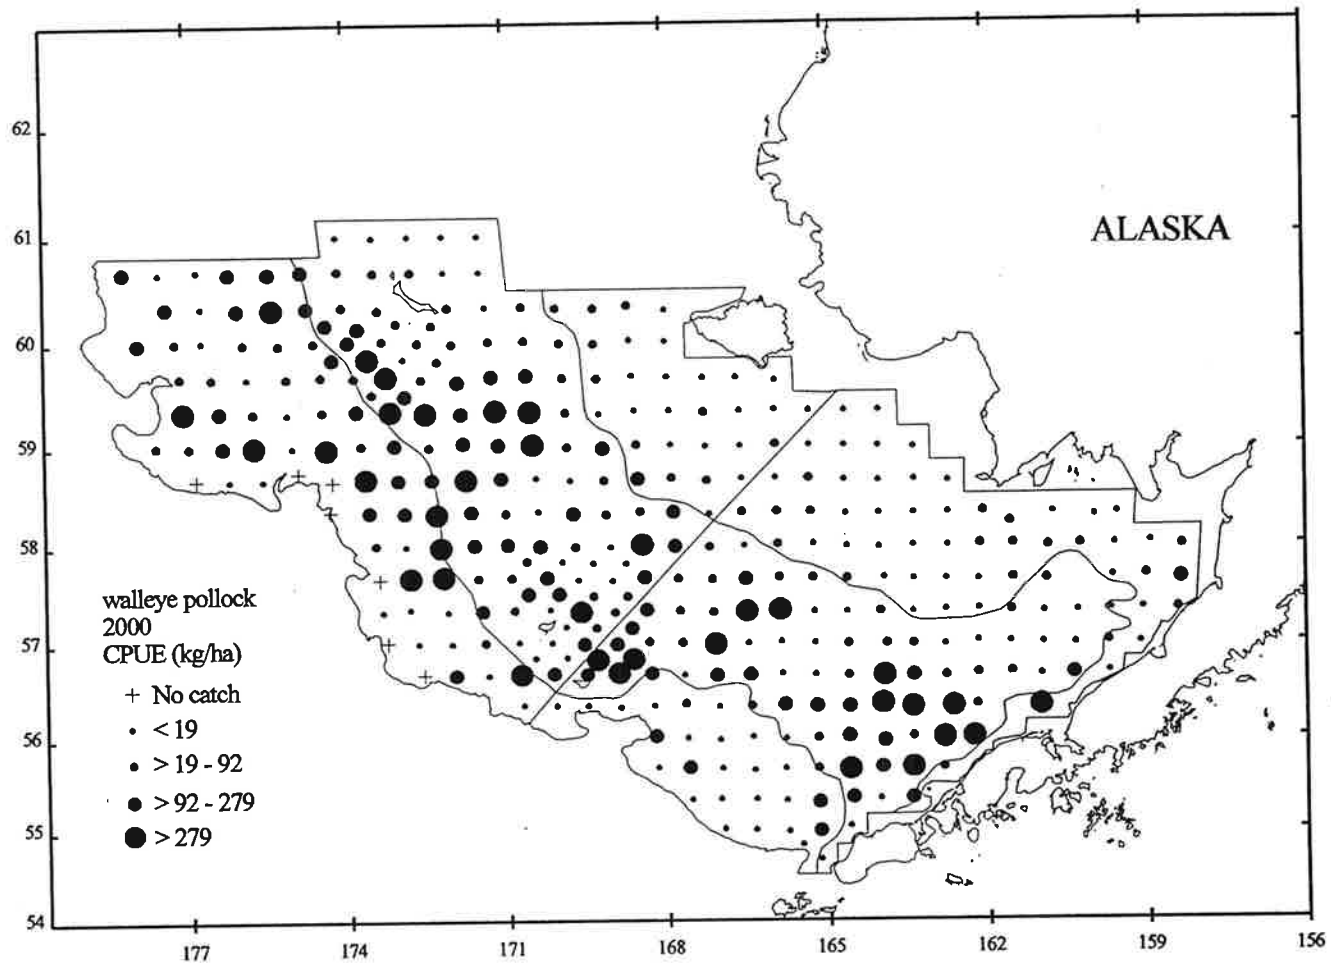 ALASKA
62
61
60
59
58
57
56
55
54
walleye pollock
2000
CPUE (kg/ha)
+ No catch
< 19
> 19 - 92
> 92 - 279
> 279
177 174 171 168 165 162 159 156